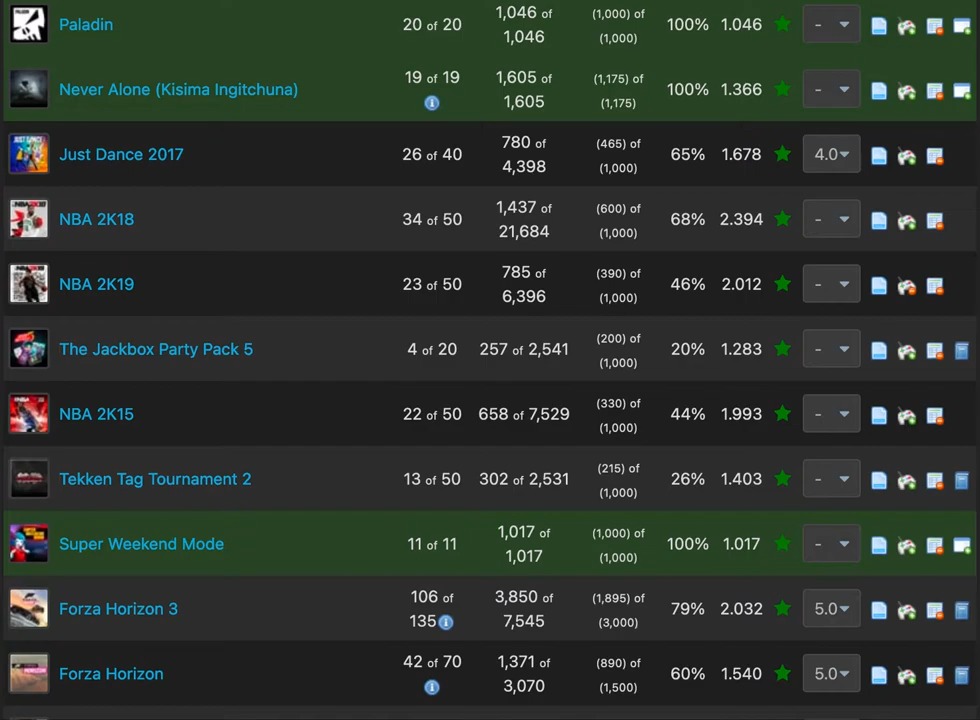 Paladin 20 of 20 1,046 of 1,046 (1,000) of (1,000) 100% 1.046 -
Never Alone (Kisima Ingitchuna) 19 of 19 1,605 of 1,605 (1,175) of (1,175) 100% 1.366 -
Just Dance 2017 26 of 40 780 of 4,398 (465) of (1,000) 65% 1.678 4.0
NBA 2K18 34 of 50 1,437 of 21,684 (600) of (1,000) 68% 2.394 -
NBA 2K19 23 of 50 785 of 6,396 (390) of (1,000) 46% 2.012 -
The Jackbox Party Pack 5 4 of 20 257 of 2,541 (200) of (1,000) 20% 1.283 -
NBA 2K15 22 of 50 658 of 7,529 (330) of (1,000) 44% 1.993 -
Tekken Tag Tournament 2 13 of 50 302 of 2,531 (215) of (1,000) 26% 1.403 -
Super Weekend Mode 11 of 11 1,017 of 1,017 (1,000) of (1,000) 100% 1.017 -
Forza Horizon 3 106 of 135 3,850 of 7,545 (1,895) of (3,000) 79% 2.032 5.0
Forza Horizon 42 of 70 1,371 of 3,070 (890) of (1,500) 60% 1.540 5.0